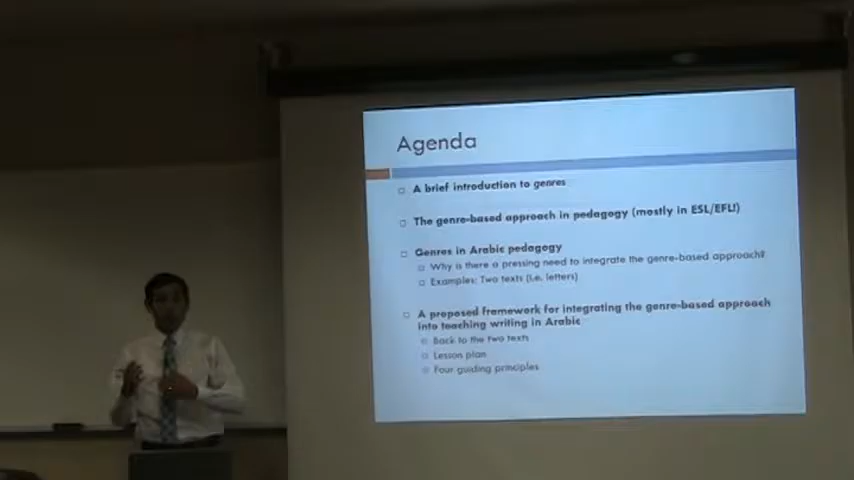 Agenda
A brief introduction to genres
The genre-based approach in pedagogy (mostly in ESL/EFL!)
Genres in Arabic pedagogy
Why is there a pressing need to integrate the genre-based approach?
Examples: Two texts (i.e. letters)
A proposed framework for integrating the genre-based approach
into teaching writing in Arabic
Back to the two texts
Lesson plan
Four guiding principles